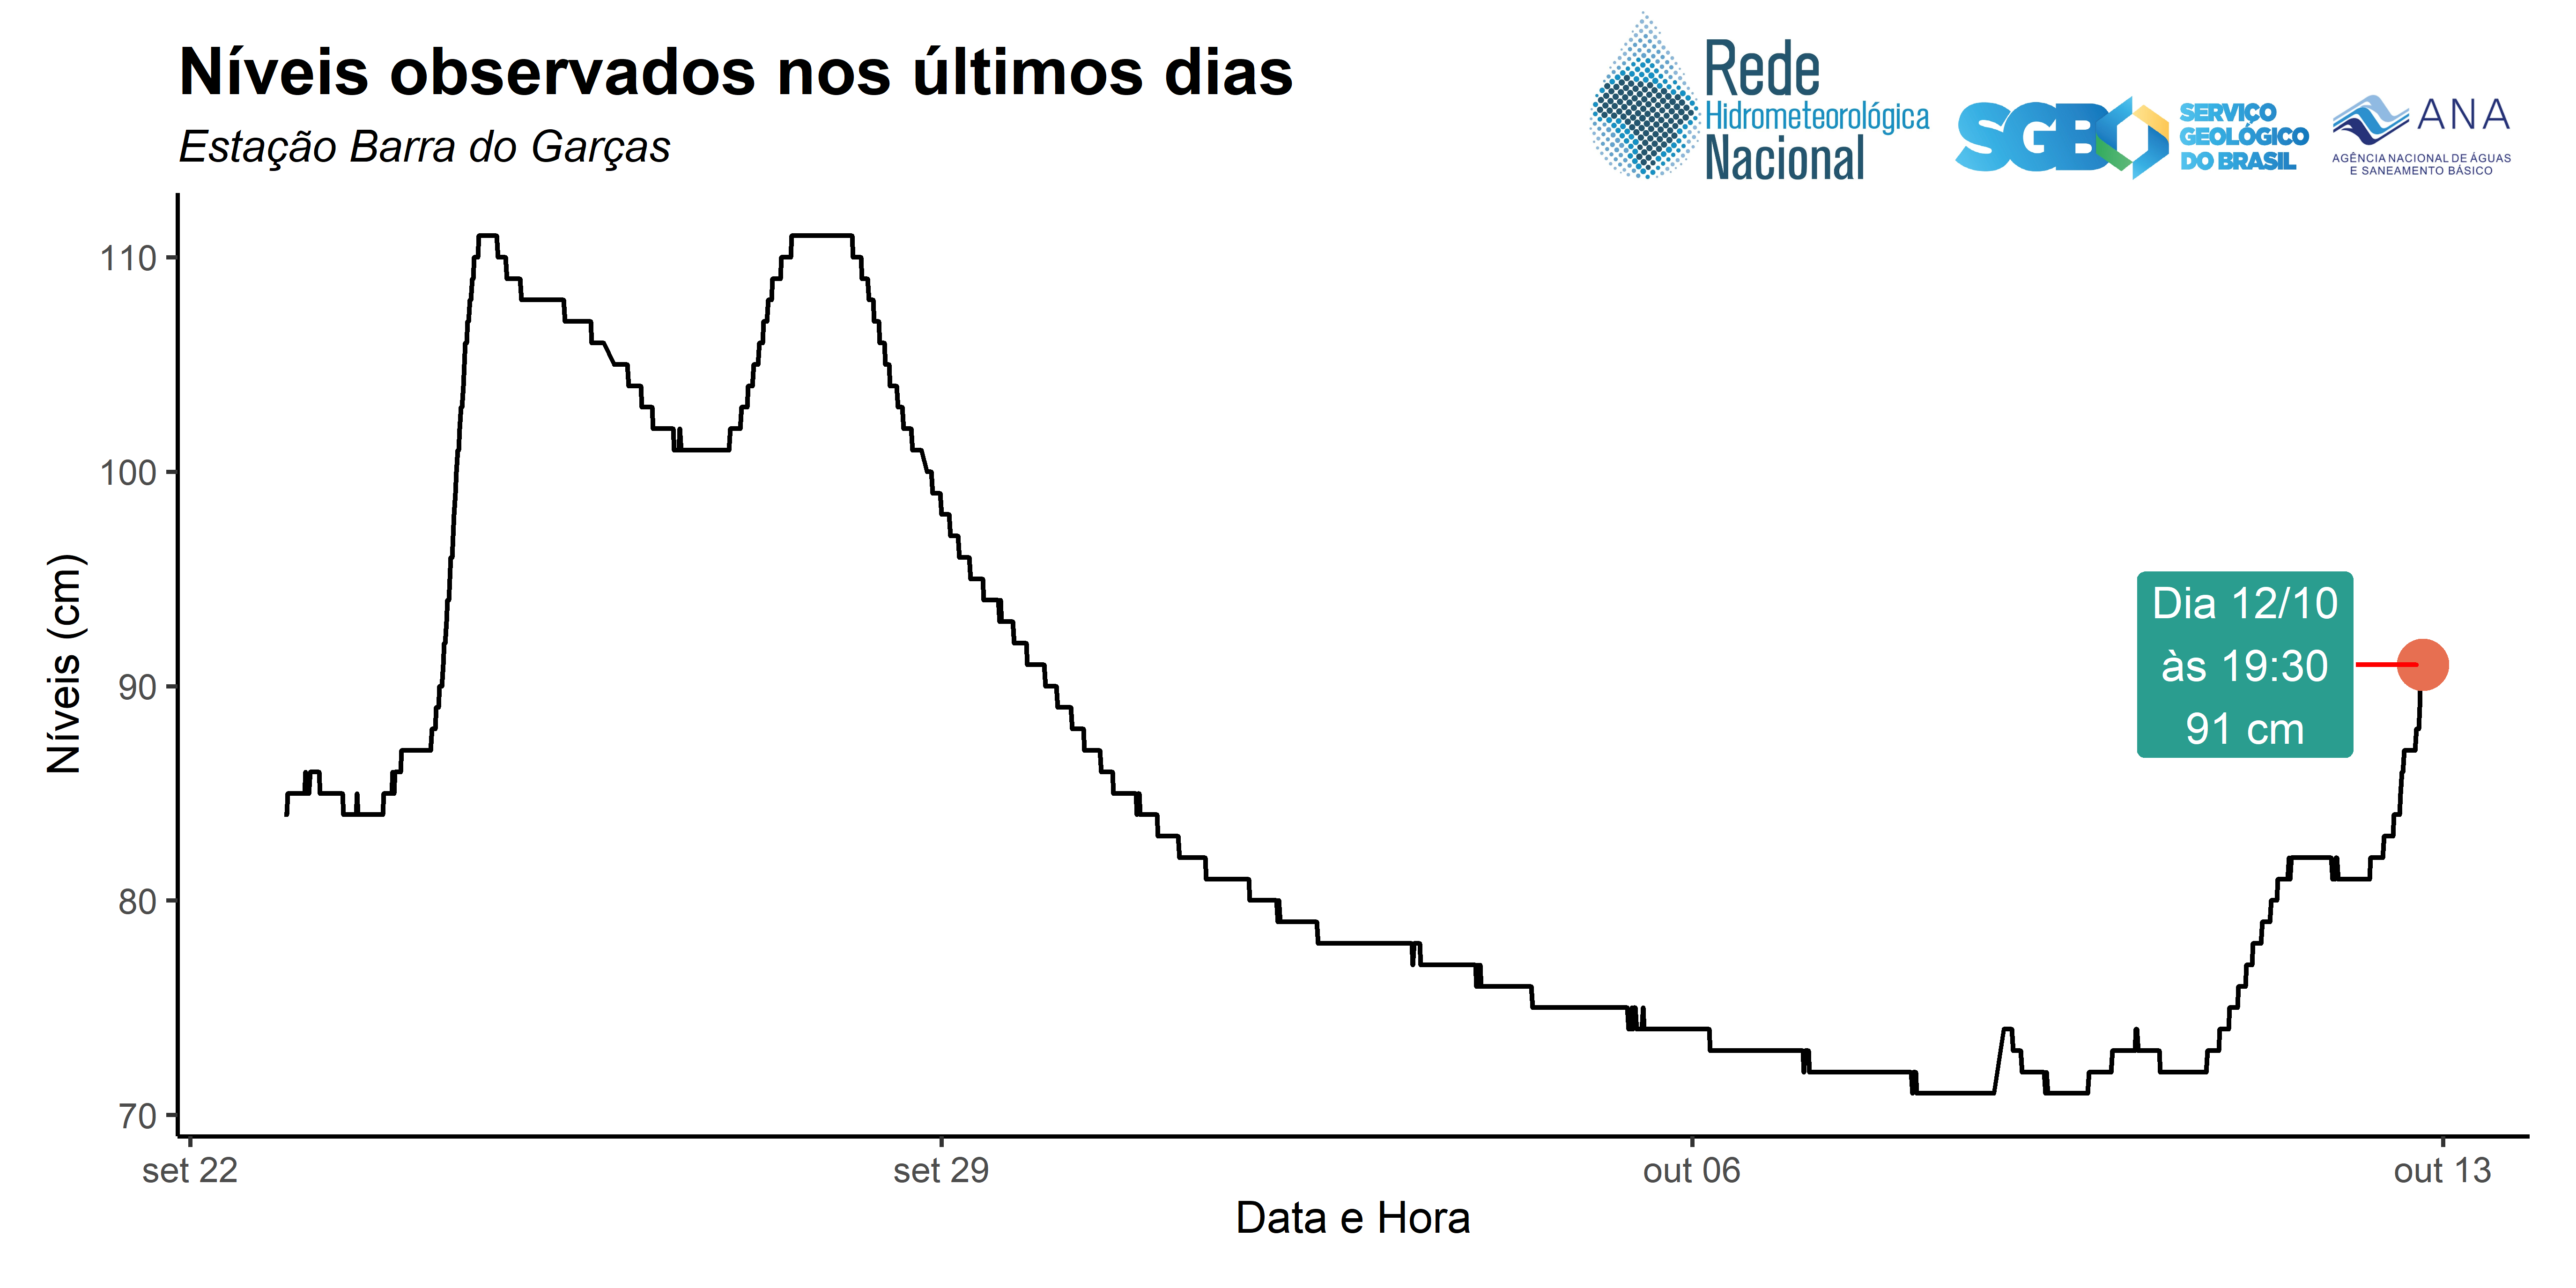 Níveis observados nos últimos dias
Estação Barra do Garças
Rede
Hidrometeorológica
Nacional
SGB
SERVIÇO
GEOLÓGICO
DO BRASIL
ANA
AGÊNCIA NACIONAL DE ÁGUAS
E SANEAMENTO BÁSICO
Níveis (cm)
110
100
90
80
70
Dia 12/10
às 19:30
91 cm
set 22
set 29
out 06
out 13
Data e Hora